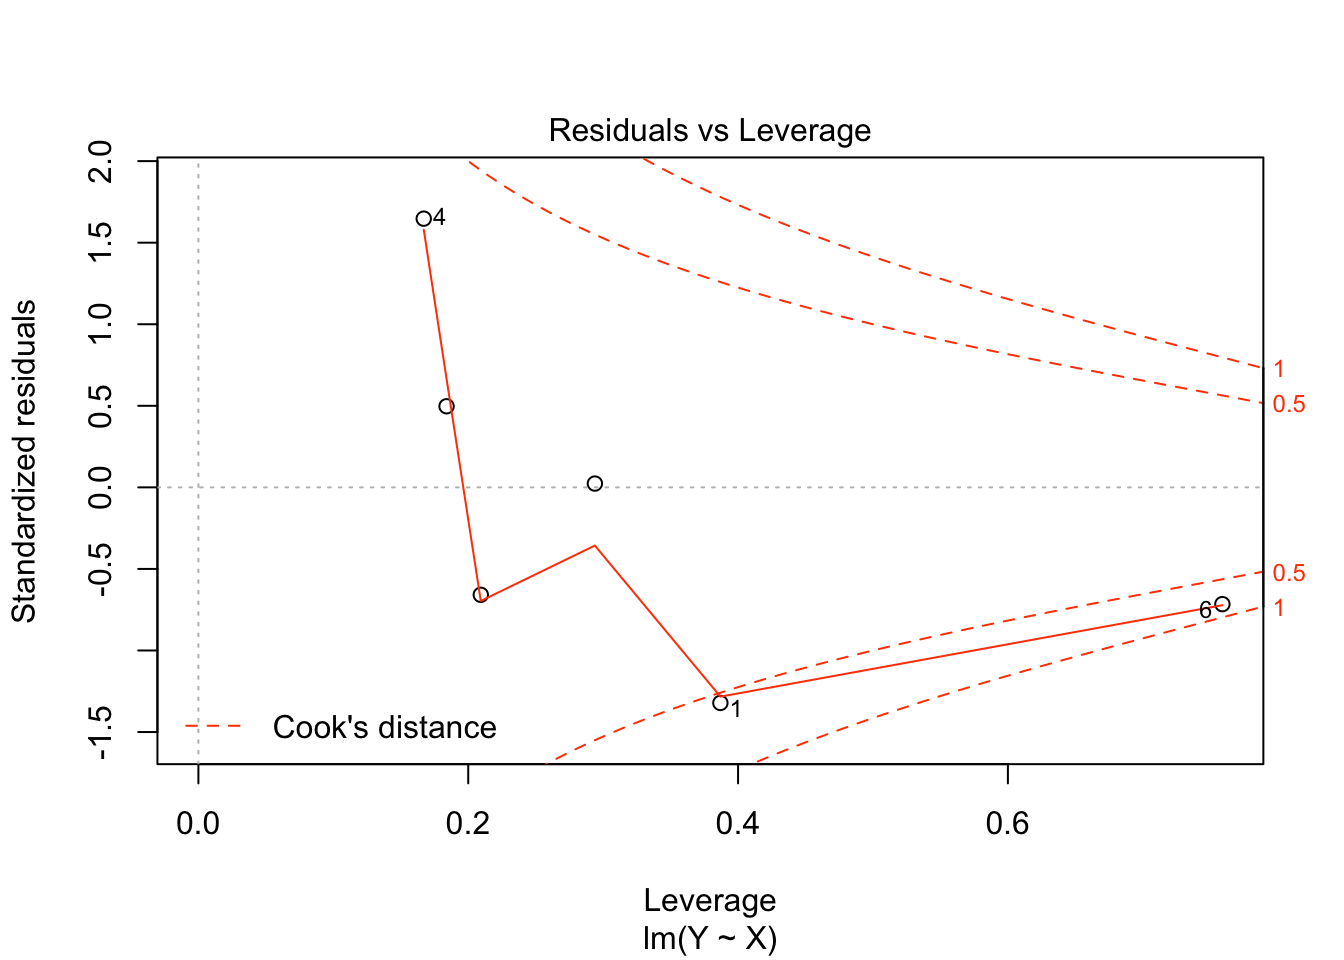 Residuals vs Leverage
Standardized residuals
2.0
1.5
1.0
0.5
0.0
-0.5
-1.5
4
1
6
1
0.5
0.5
1
Cook's distance
0.0 0.2 0.4 0.6
Leverage
lm(Y ~ X)